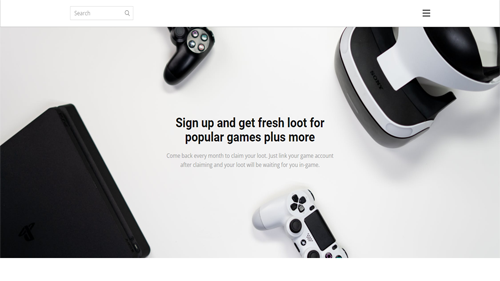 Search
SONY
Sign up and get fresh loot for
popular games plus more
Come back every month to claim your loot. Just link your game account
after claiming and your loot will be waiting for you in-game.